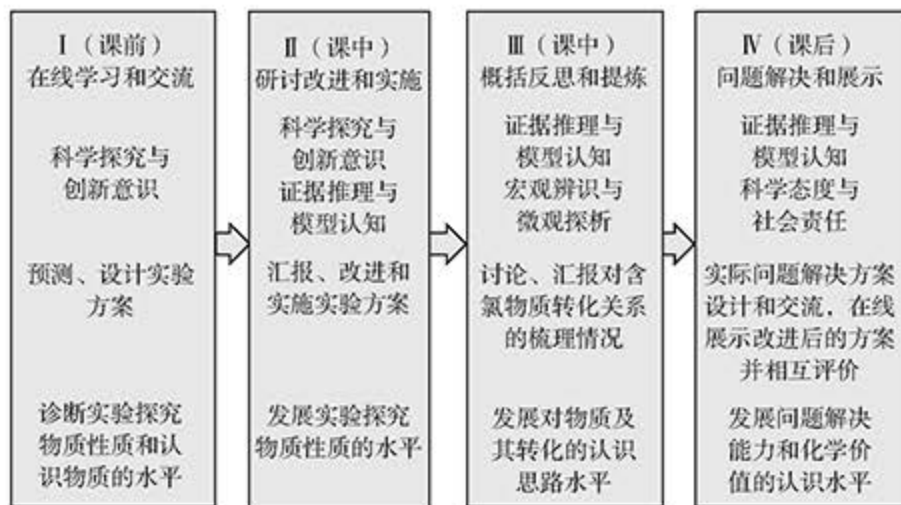 Ⅰ（课前）
在线学习和交流
科学探究与
创新意识
预测、设计实验
方案
诊断实验探究
物质性质和认
识物质的水平
Ⅱ（课中）
研讨改进和实施
科学探究与
创新意识
证据推理与
模型认知
汇报、改进和
实施实验方案
发展实验探究
物质性质的水平
Ⅲ（课中）
概括反思和提炼
证据推理与
模型认知
宏观辨识与
微观探析
讨论、汇报对含
氯物质转化关系
的梳理情况
发展对物质及
其转化的认识
思路水平
Ⅳ（课后）
问题解决和展示
证据推理与
模型认知
科学态度与
社会责任
实际问题解决方案
设计和交流，在线
展示改进后的方案
并相互评价
发展问题解决
能力和化学价
值的认识水平